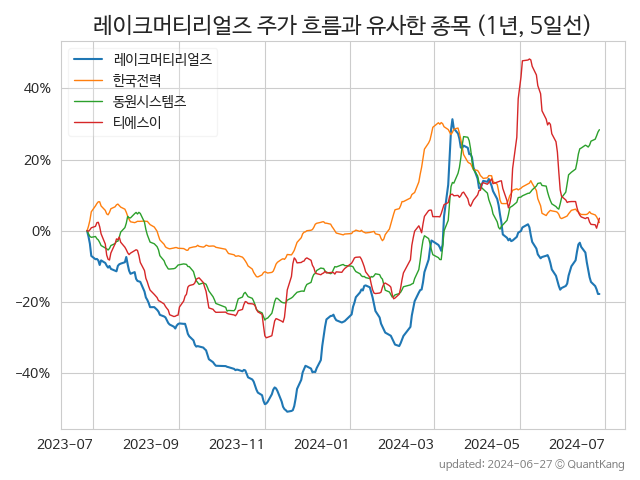 레이크머티리얼즈 주가 흐름과 유사한 종목 (1년, 5일선)
레이크머티리얼즈
한국전력
동원시스템즈
티에스이
40%
20%
0%
−20%
−40%
2023-07 2023-09 2023-11 2024-01 2024-03 2024-05 2024-07
updated: 2024-06-27 © QuantKang